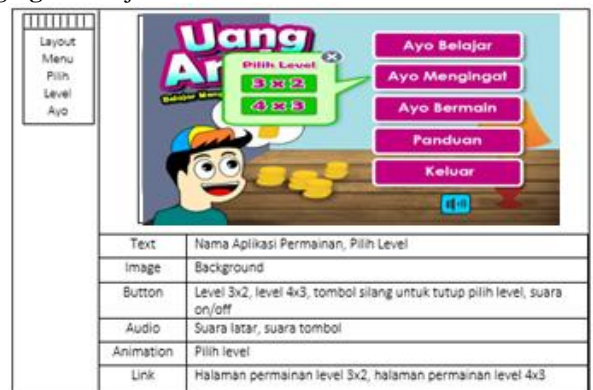 Layout
Menu
Pilih
Level
Ayo
Uang
Pilih Level
3 x 2
4 x 3
Ayo Belajar
Ayo Mengingat
Ayo Bermain
Panduan
Keluar
Text Nama Aplikasi Permainan, Pilih Level
Image Background
Button Level 3x2, level 4x3, tombol silang untuk tutup pilih level, suara
on/off
Audio Suara latar, suara tombol
Animation Pilih level
Link Halaman permainan level 3x2, halaman permainan level 4x3